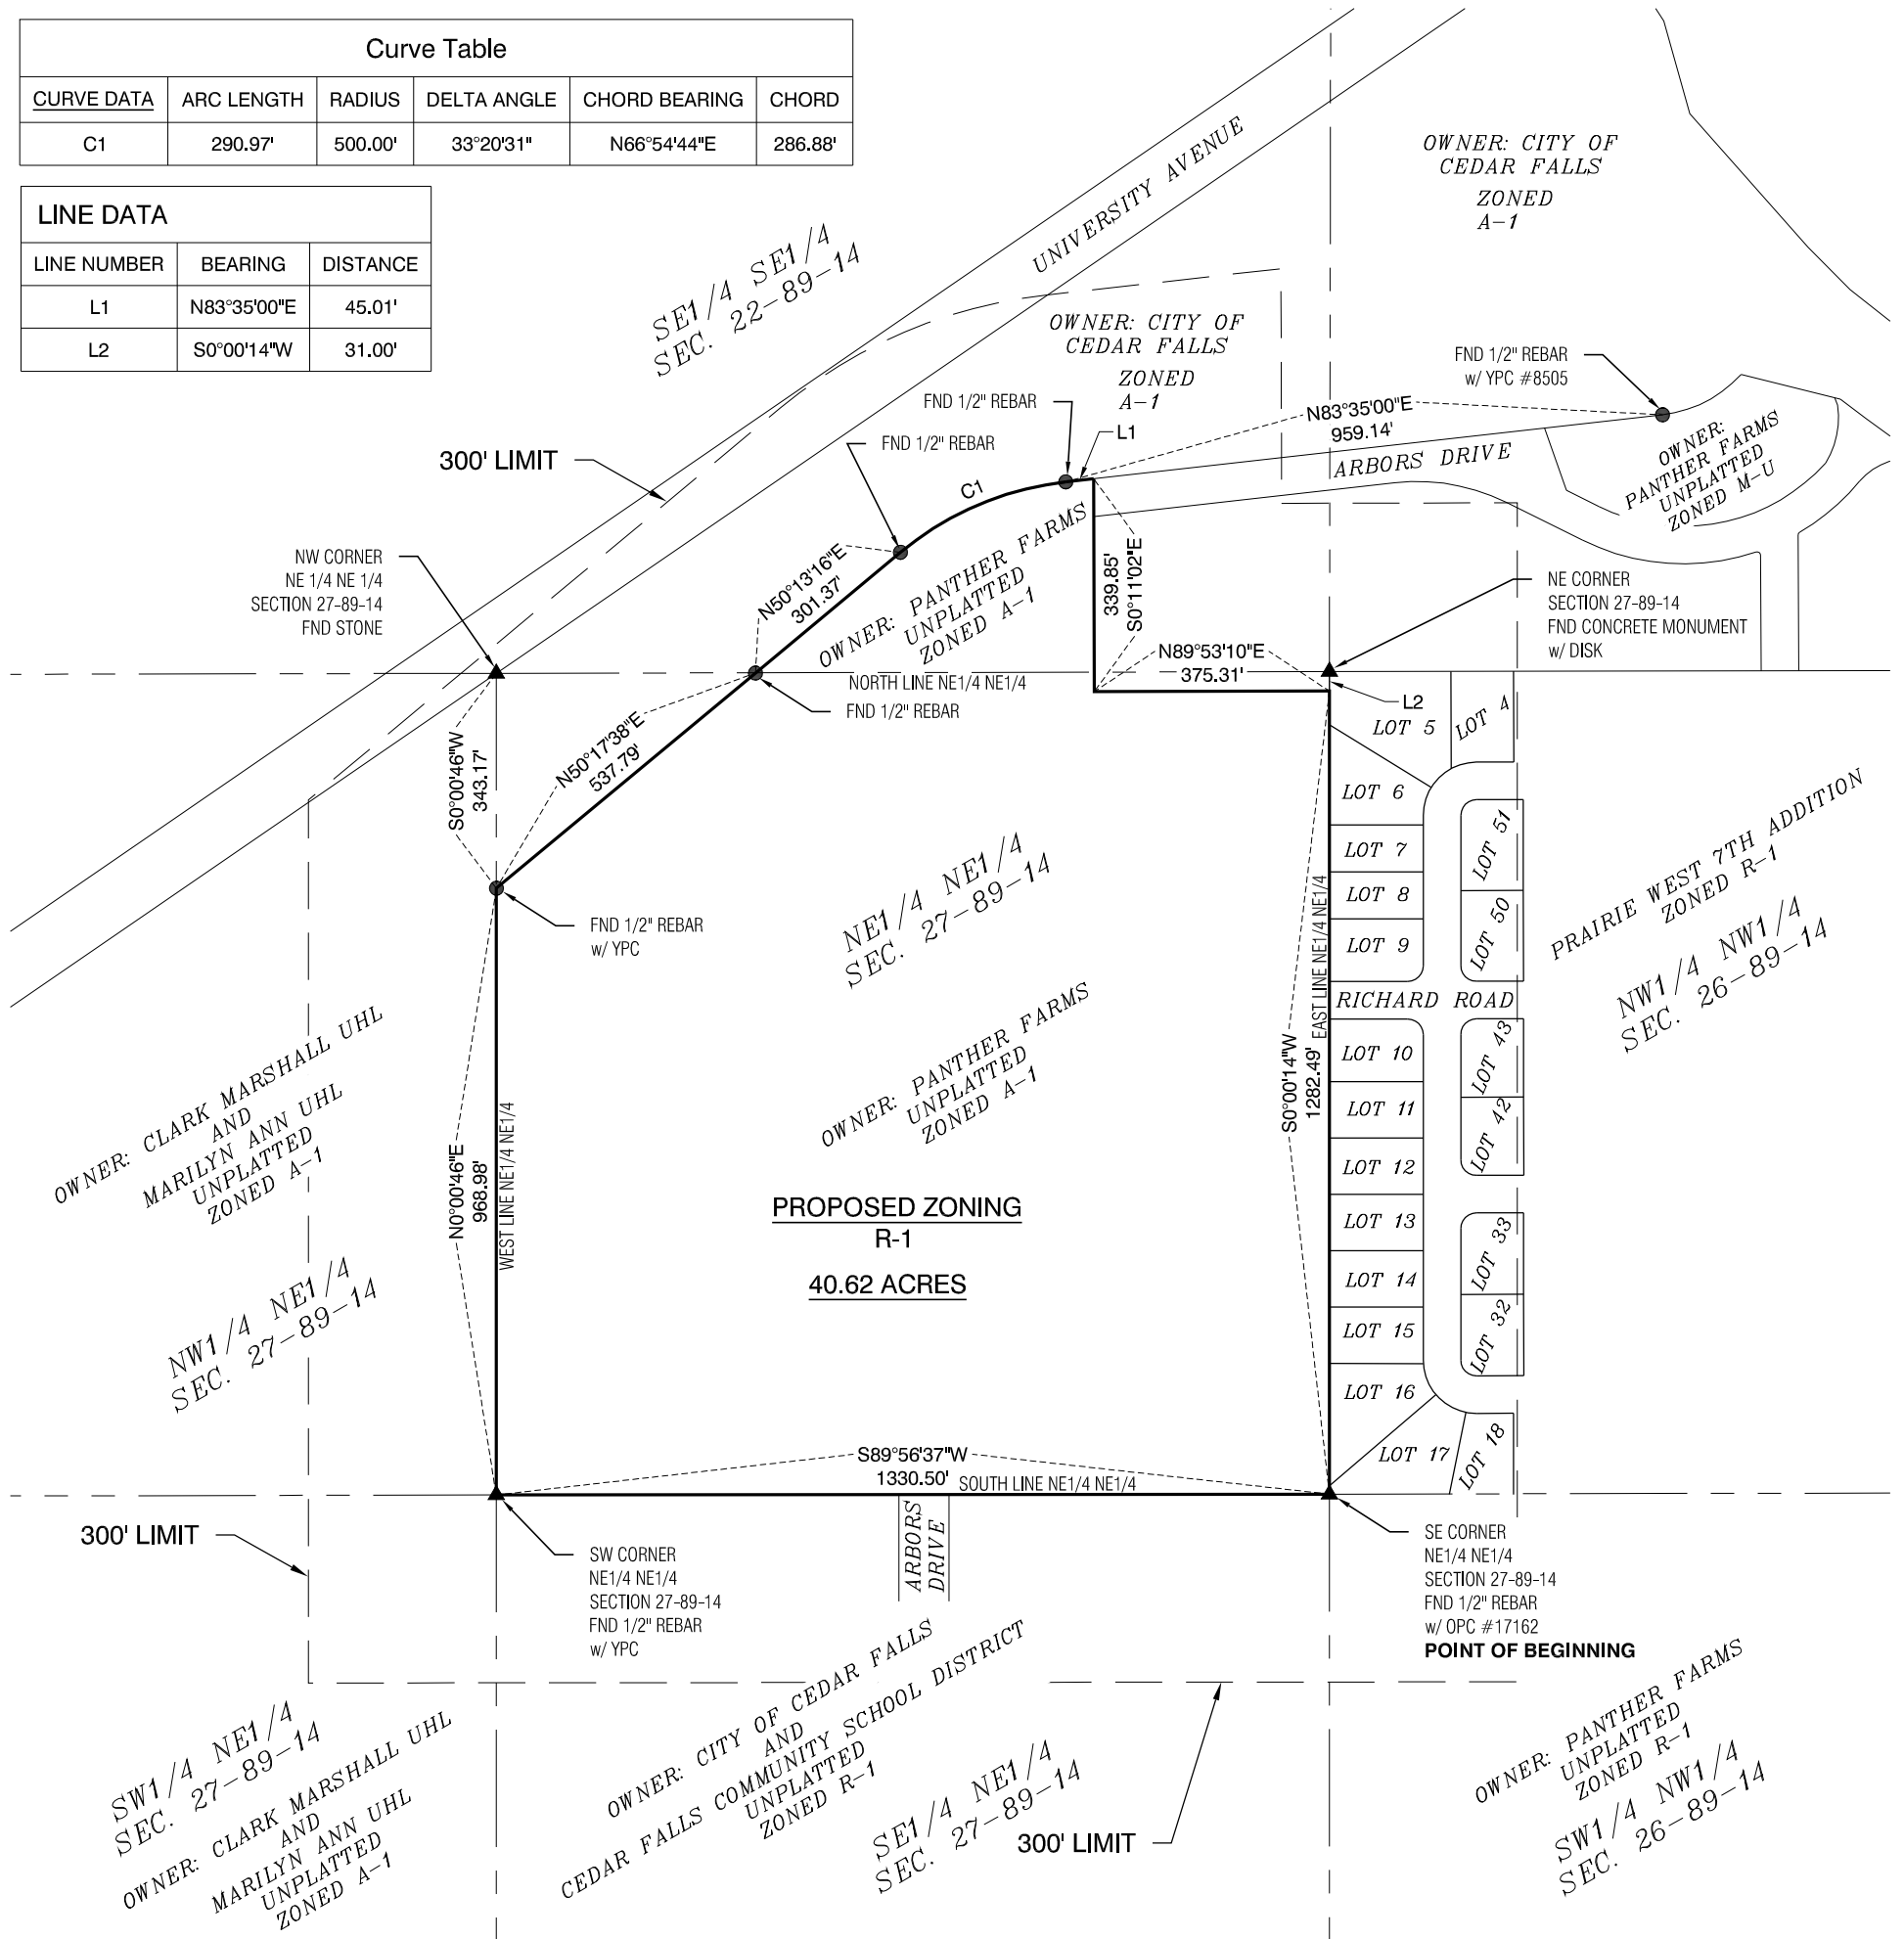 Curve Table
CURVE DATA ARC LENGTH RADIUS DELTA ANGLE CHORD BEARING CHORD
C1 290.97' 500.00' 33°20'31" N66°54'44"E 286.88'
LINE DATA
LINE NUMBER BEARING DISTANCE
L1 N83°35'00"E 45.01'
L2 S0°00'14"W 31.00'
OWNER: CITY OF
CEDAR FALLS
ZONED
A-1
UNIVERSITY AVENUE
SE1/4 SE1/4
SEC. 22-89-14
OWNER: CITY OF
CEDAR FALLS
ZONED
A-1
FND 1/2" REBAR
w/ YPC #8505
FND 1/2" REBAR
L1
N83°35'00"E
959.14'
ARBORS DRIVE
OWNER:
PANTHER FARMS
UNPLATTED
ZONED M-U
FND 1/2" REBAR
300' LIMIT
C1
NW CORNER
NE 1/4 NE 1/4
SECTION 27-89-14
FND STONE
N50°13'16"E
301.37'
OWNER: PANTHER FARMS
UNPLATTED
ZONED A-1
339.85'
S0°11'02"E
NE CORNER
SECTION 27-89-14
FND CONCRETE MONUMENT
w/ DISK
N89°53'10"E
375.31'
NORTH LINE NE1/4 NE1/4
FND 1/2" REBAR
L2
LOT 5
LOT 4
S0°00'46"W
343.17'
N50°17'38"E
537.79'
LOT 6
LOT 7
LOT 8
LOT 9
LOT 51
LOT 50
PRAIRIE WEST 7TH ADDITION
ZONED R-1
NW1/4 NW1/4
SEC. 26-89-14
NE1/4 NE1/4
SEC. 27-89-14
FND 1/2" REBAR
w/ YPC
EAST LINE NE1/4 NE1/4
RICHARD ROAD
S0°00'14"W
1282.49'
OWNER: PANTHER FARMS
UNPLATTED
ZONED A-1
LOT 10
LOT 11
LOT 12
LOT 13
LOT 14
LOT 15
LOT 16
LOT 17
LOT 18
LOT 43
LOT 42
LOT 33
LOT 32
OWNER: CLARK MARSHALL UHL
AND
MARILYN ANN UHL
UNPLATTED
ZONED A-1
N0°00'46"E
968.98'
WEST LINE NE1/4 NE1/4
PROPOSED ZONING
R-1
40.62 ACRES
NW1/4 NE1/4
SEC. 27-89-14
S89°56'37"W
1330.50'
SOUTH LINE NE1/4 NE1/4
300' LIMIT
ARBORS
DRIVE
SW CORNER
NE1/4 NE1/4
SECTION 27-89-14
FND 1/2" REBAR
w/ YPC
SE CORNER
NE1/4 NE1/4
SECTION 27-89-14
FND 1/2" REBAR
w/ OPC #17162
POINT OF BEGINNING
SW1/4 NE1/4
SEC. 27-89-14
OWNER: CLARK MARSHALL UHL
AND
MARILYN ANN UHL
UNPLATTED
ZONED A-1
OWNER: CITY OF CEDAR FALLS
AND
CEDAR FALLS COMMUNITY SCHOOL DISTRICT
UNPLATTED
ZONED R-1
SE1/4 NE1/4
SEC. 27-89-14
300' LIMIT
OWNER: PANTHER FARMS
UNPLATTED
ZONED R-1
SW1/4 NW1/4
SEC. 26-89-14